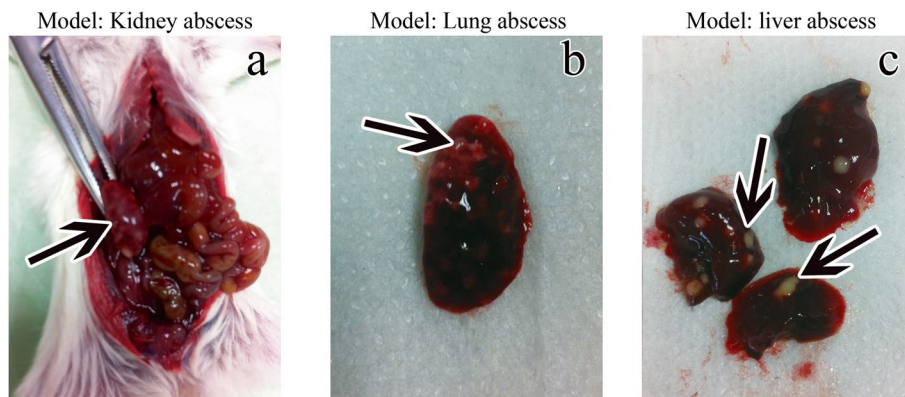 Model: Kidney abscess
Model: Lung abscess
Model: liver abscess
a
b
c